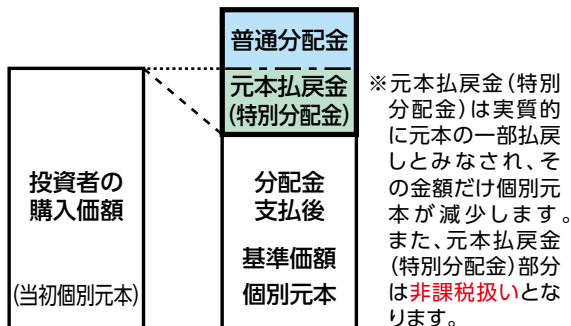 普通分配金
元本払戻金
(特別分配金)
投資者の
購入価額
(当初個別元本)
分配金
支払後
基準価額
個別元本
※元本払戻金(特別
分配金)は実質的
に元本の一部払戻
しとみなされ、そ
の金額だけ個別元
本が減少します。
また、元本払戻金
(特別分配金)部分
は非課税扱いとな
ります。